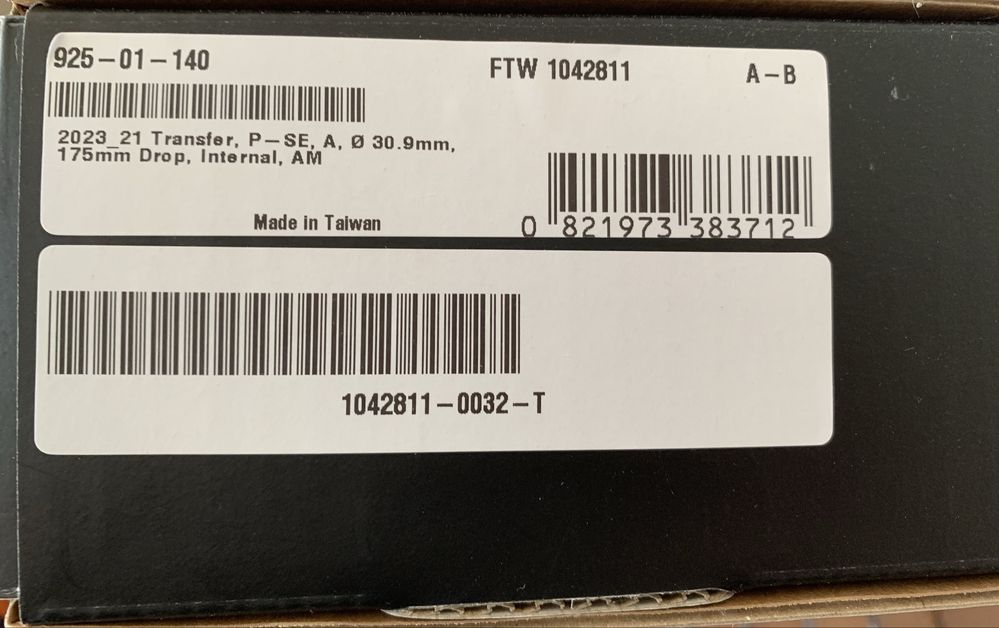 925-01-140
FTW 1042811
A-B
2023_21 Transfer, P-SE, A, Ø 30.9mm,
175mm Drop, Internal, AM
Made in Taiwan
0 821973 383712
1042811-0032-T